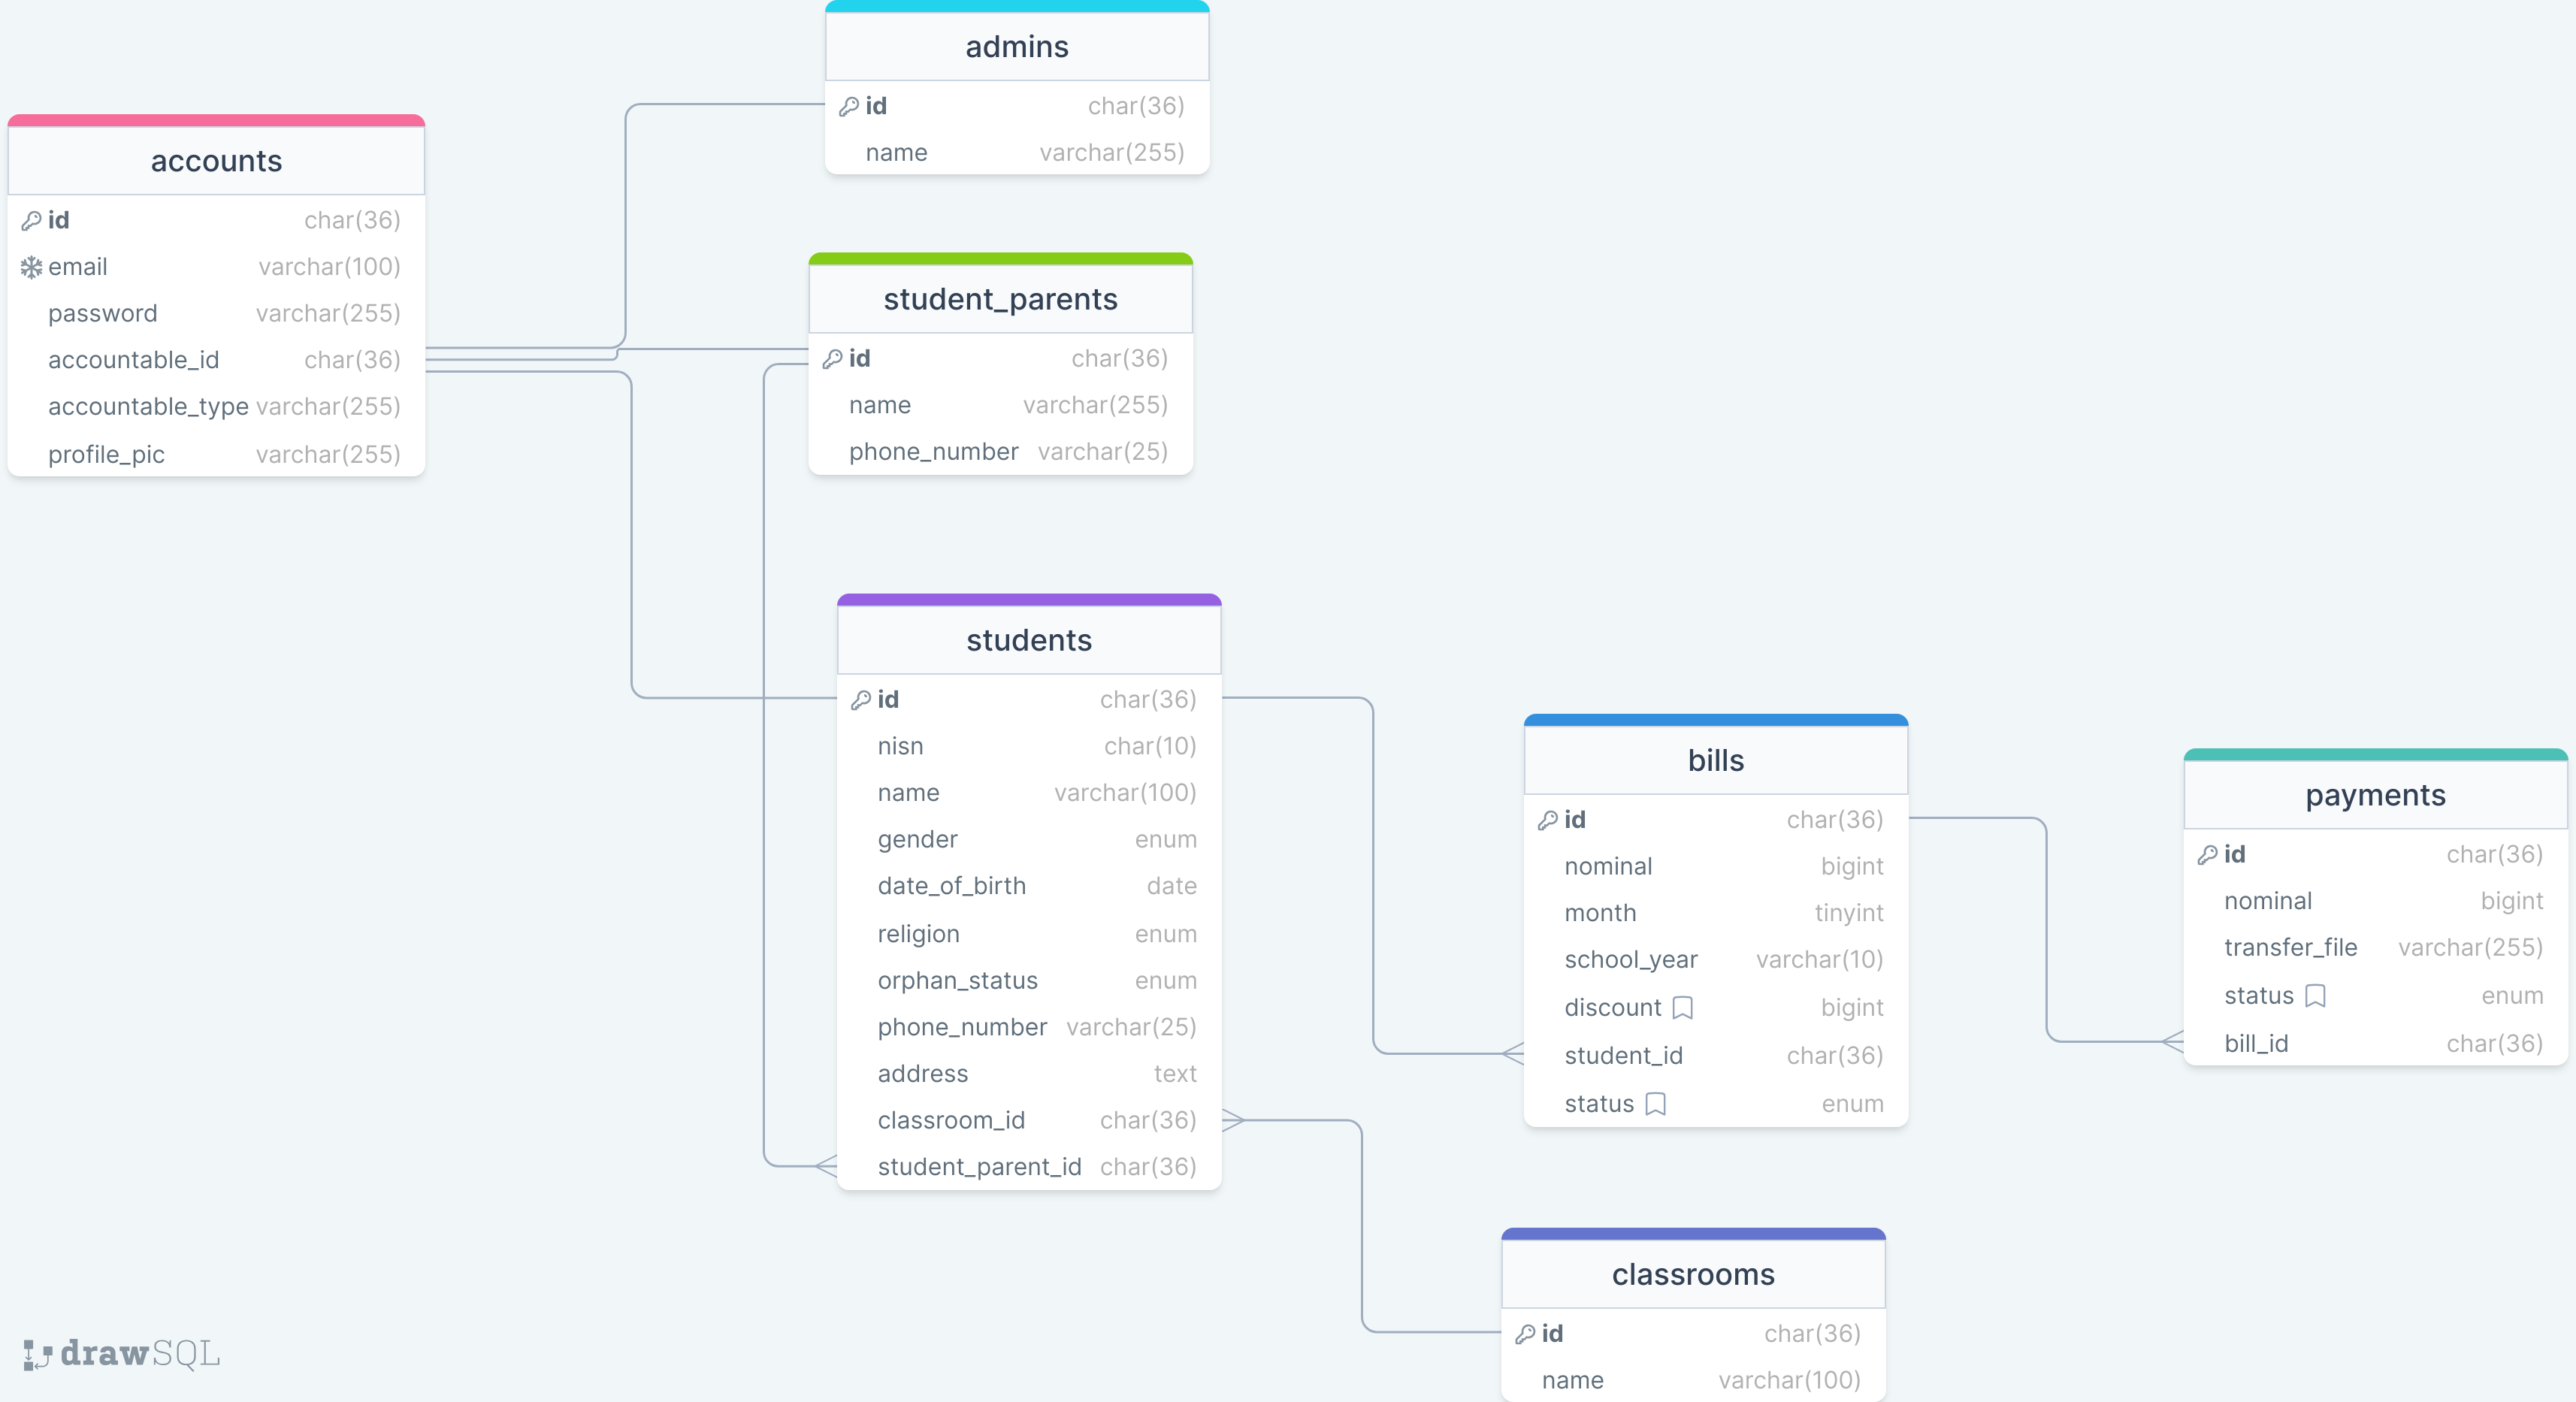 admins
id char(36)
name varchar(255)
accounts
id char(36)
email varchar(100)
password varchar(255)
accountable_id char(36)
accountable_type varchar(255)
profile_pic varchar(255)
student_parents
id char(36)
name varchar(255)
phone_number varchar(25)
students
id char(36)
nisn char(10)
name varchar(100)
gender enum
date_of_birth date
religion enum
orphan_status enum
phone_number varchar(25)
address text
classroom_id char(36)
student_parent_id char(36)
bills
id char(36)
nominal bigint
month tinyint
school_year varchar(10)
discount bigint
student_id char(36)
status enum
payments
id char(36)
nominal bigint
transfer_file varchar(255)
status enum
bill_id char(36)
classrooms
id char(36)
name varchar(100)
drawSQL